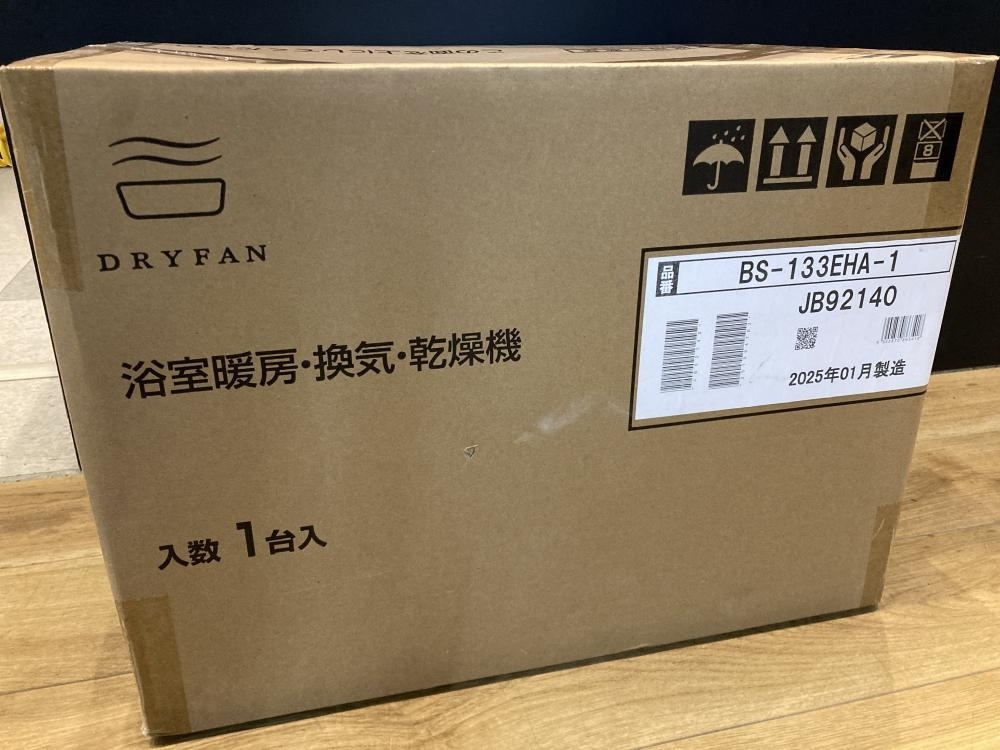 DRYFAN
浴室暖房・換気・乾燥機
入数 1台入
8
品番 BS-133EHA-1
JB92140
2025年01月製造